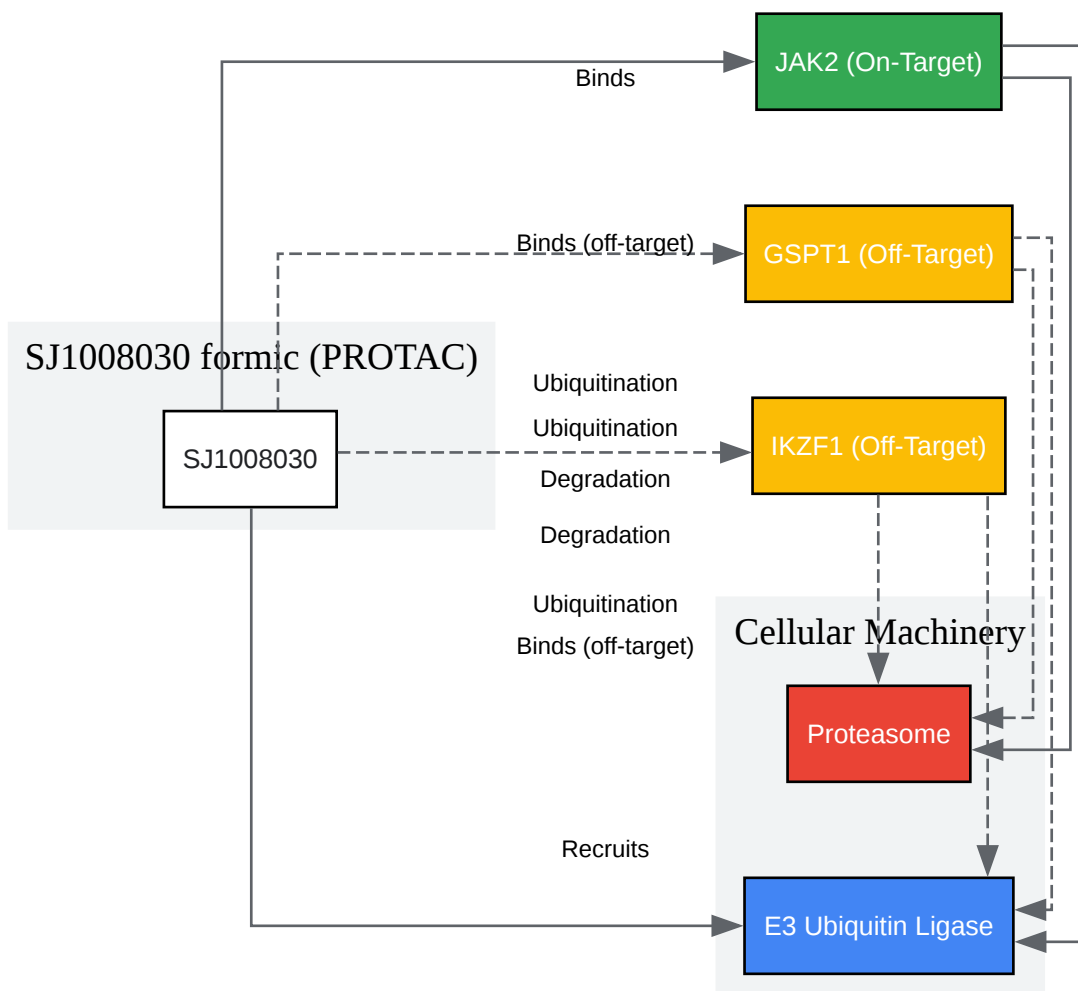 JAK2 (On-Target)
Binds
Binds (off-target)
GSPT1 (Off-Target)
SJ1008030 formic (PROTAC)
Ubiquitination
Ubiquitination
IKZF1 (Off-Target)
SJ1008030
Degradation
Degradation
Ubiquitination
Binds (off-target)
Cellular Machinery
Proteasome
Recruits
E3 Ubiquitin Ligase